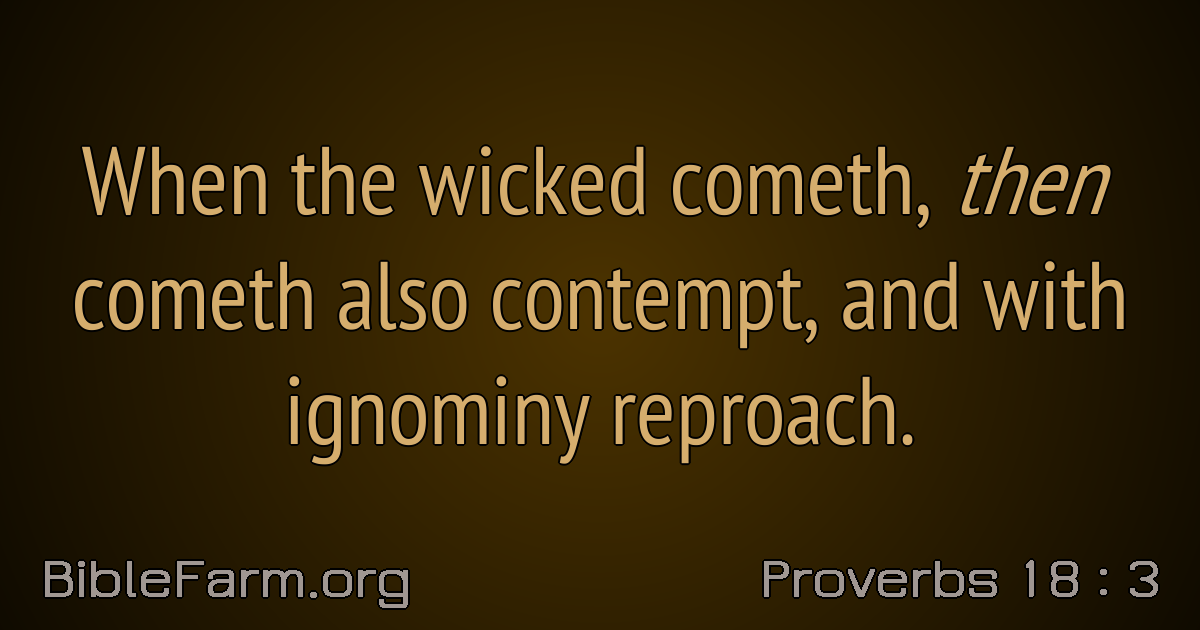 When the wicked cometh, then
cometh also contempt, and with
ignominy reproach.
BibleFarm.org
Proverbs 18 : 3